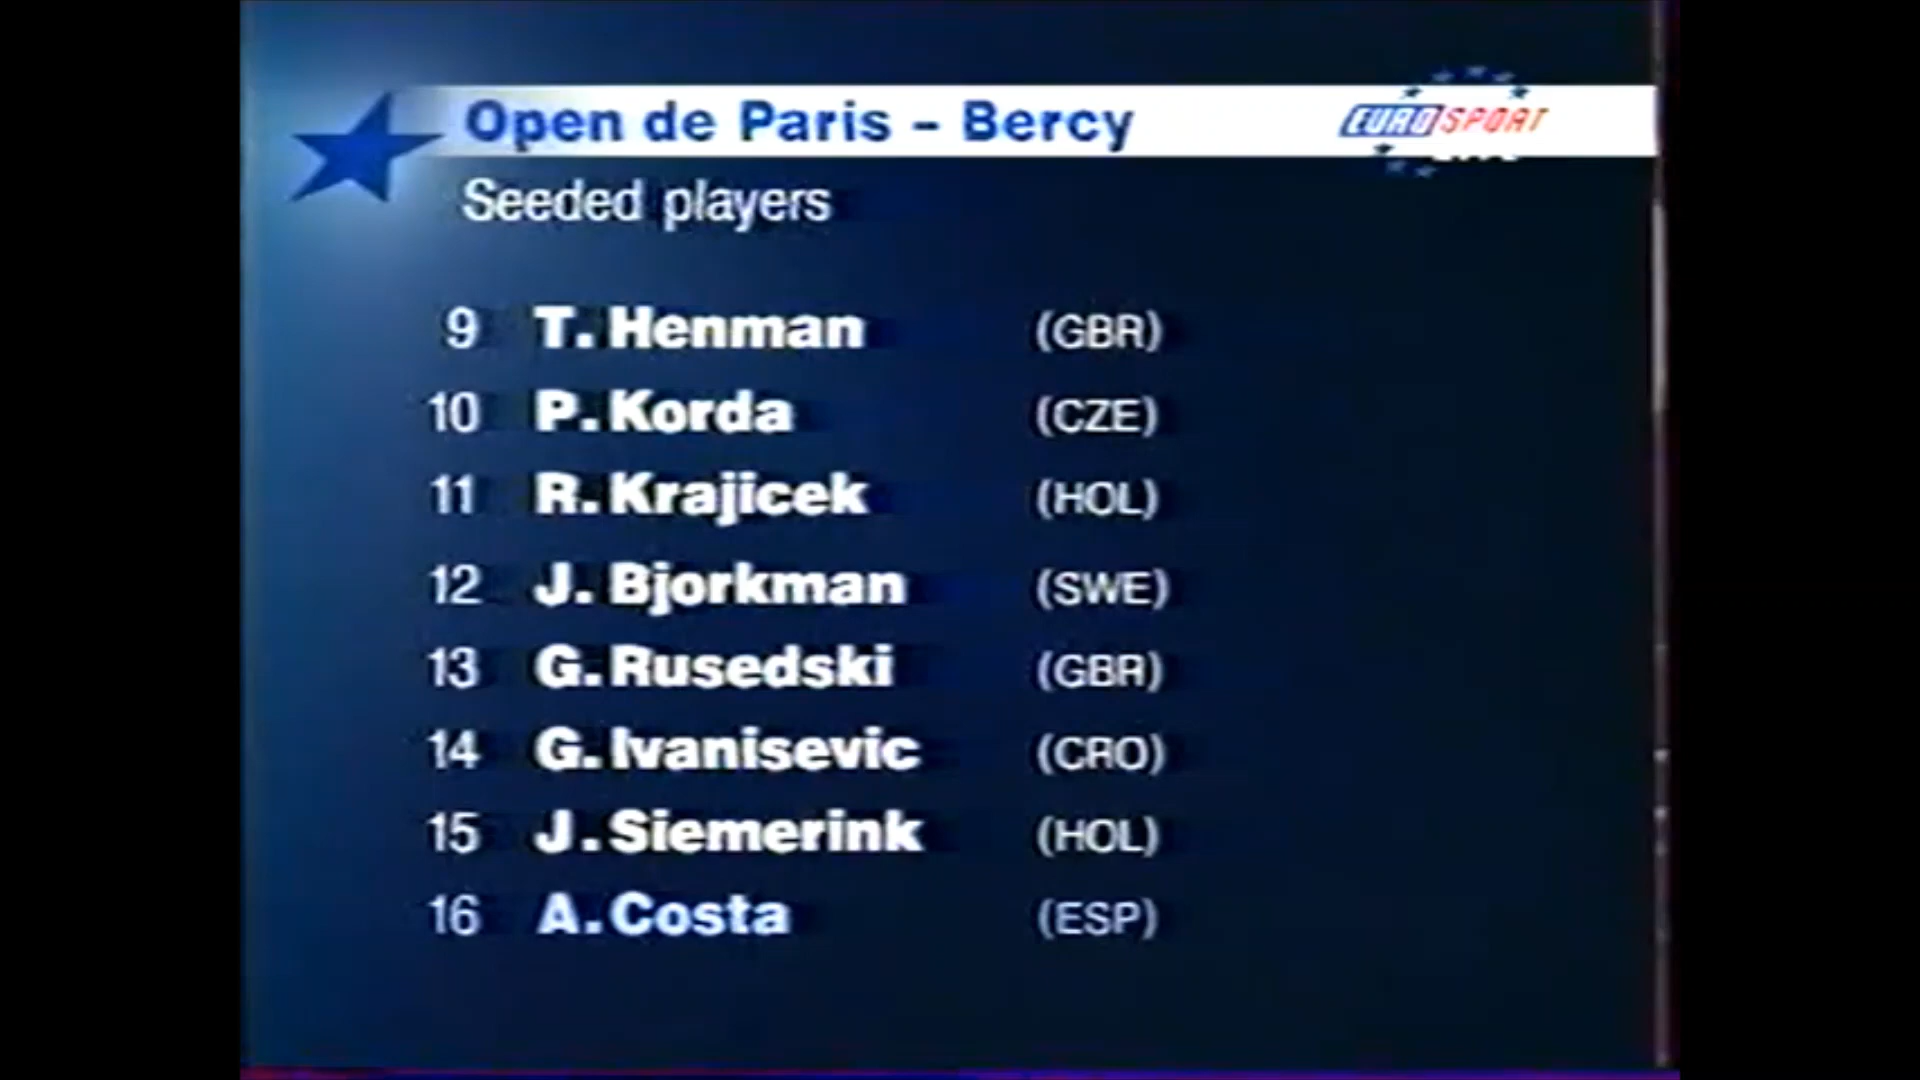 Open de Paris - Bercy
EUROSPORT
Seeded players
9 T. Henman (GBR)
10 P. Korda (CZE)
11 R. Krajicek (HOL)
12 J. Bjorkman (SWE)
13 G. Rusedski (GBR)
14 G. Ivanisevic (CRO)
15 J. Siemerink (HOL)
16 A. Costa (ESP)